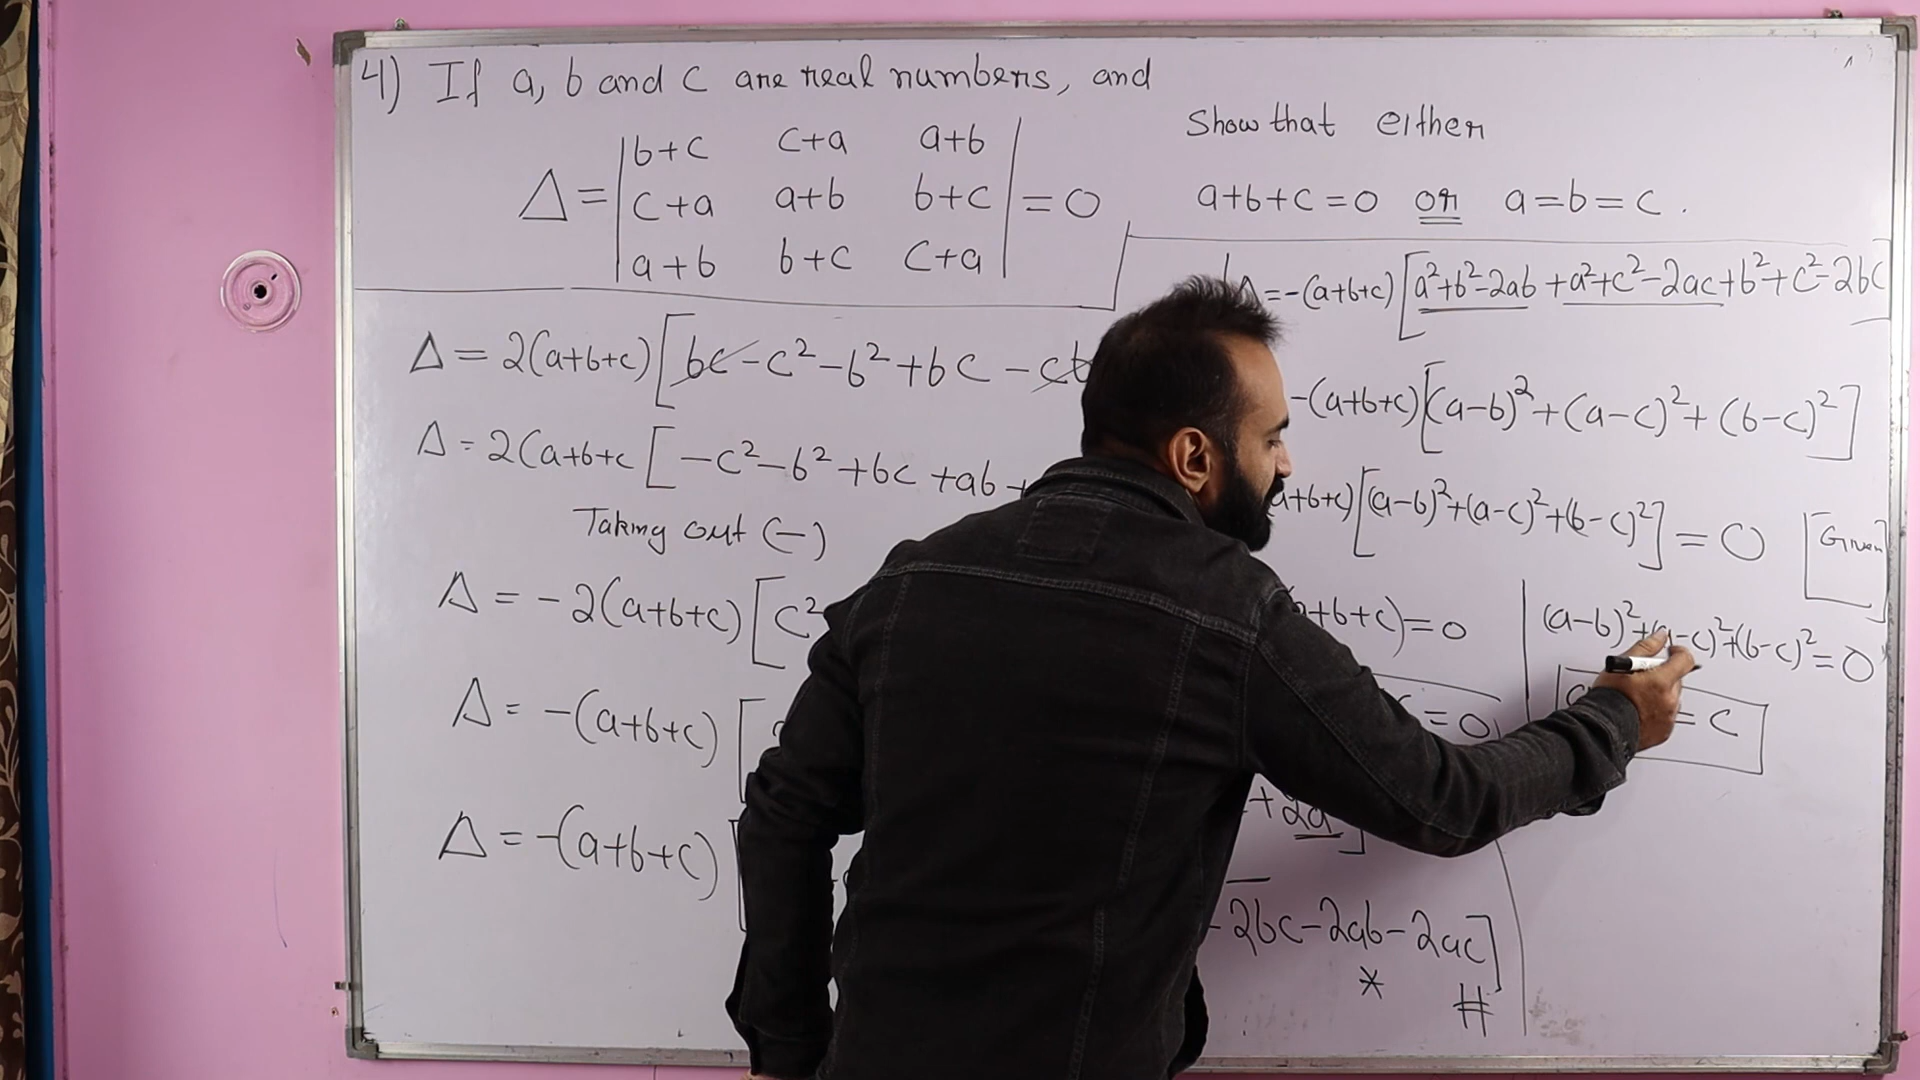 4) If a, b and c are real numbers, and
Δ = | b+c c+a a+b |
| c+a a+b b+c | = 0
| a+b b+c c+a |
Show that either
a+b+c=0 or a=b=c.
Δ = 2(a+b+c) [bc - c² - b² + bc - cb
Δ = 2(a+b+c [-c² - b² + bc + ab +
Taking out (-)
Δ = -2(a+b+c) [c²
Δ = -(a+b+c) [
Δ = -(a+b+c) [
Δ = -(a+b+c) [a²+b²-2ab + a²+c²-2ac + b²+c²-2bc]
-(a+b+c) [(a-b)² + (a-c)² + (b-c)²]
a+b+c) [(a-b)² + (a-c)² + (b-c)²] = 0 [Given]
a+b+c) = 0
= 0
+ 2a ]
- 2bc - 2ab - 2ac]
* #
(a-b)² + (a-c)² + (b-c)² = 0
= c